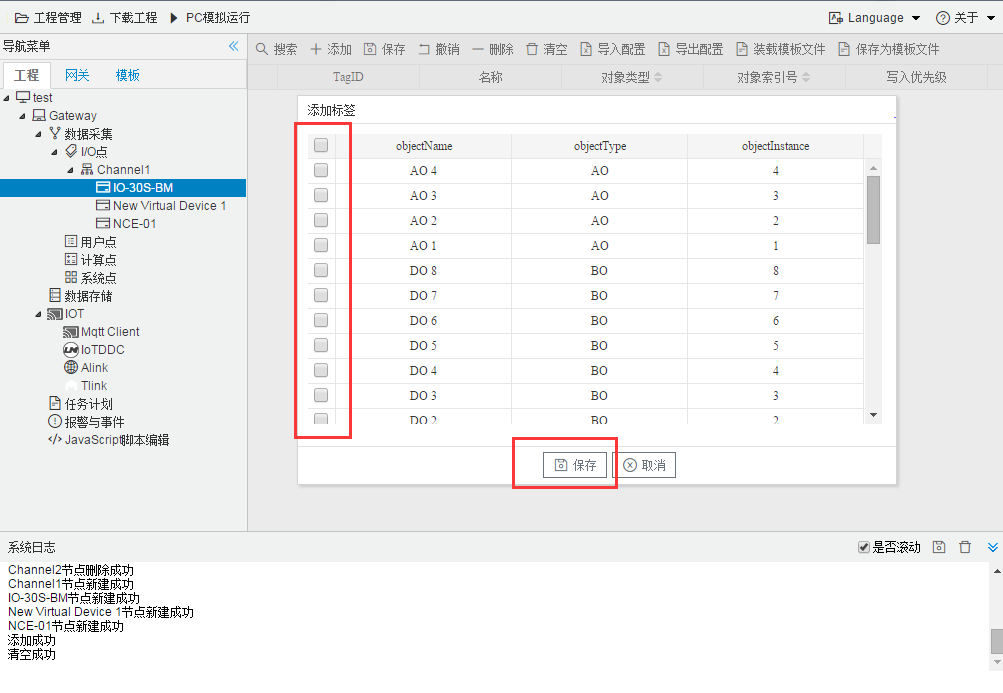 工程管理 下载工程 PC模拟运行 Language 关于
导航菜单
搜索 添加 保存 撤销 删除 清空 导入配置 导出配置 装载模板文件 保存为模板文件
工程 网关 模板
TagID 名称 对象类型 对象索引号 写入优先级
test
Gateway
数据采集
I/O点
Channel1
IO-30S-BM
New Virtual Device 1
NCE-01
用户点
计算点
系统点
数据存储
IOT
Mqtt Client
IoTDDC
Alink
Tlink
任务计划
报警与事件
JavaScript脚本编辑
添加标签
objectName objectType objectInstance
AO 4 AO 4
AO 3 AO 3
AO 2 AO 2
AO 1 AO 1
DO 8 BO 8
DO 7 BO 7
DO 6 BO 6
DO 5 BO 5
DO 4 BO 4
DO 3 BO 3
DO 2 BO 2
保存 取消
系统日志 是否滚动
Channel2节点删除成功
Channel1节点新建成功
IO-30S-BM节点新建成功
New Virtual Device 1节点新建成功
NCE-01节点新建成功
添加成功
清空成功